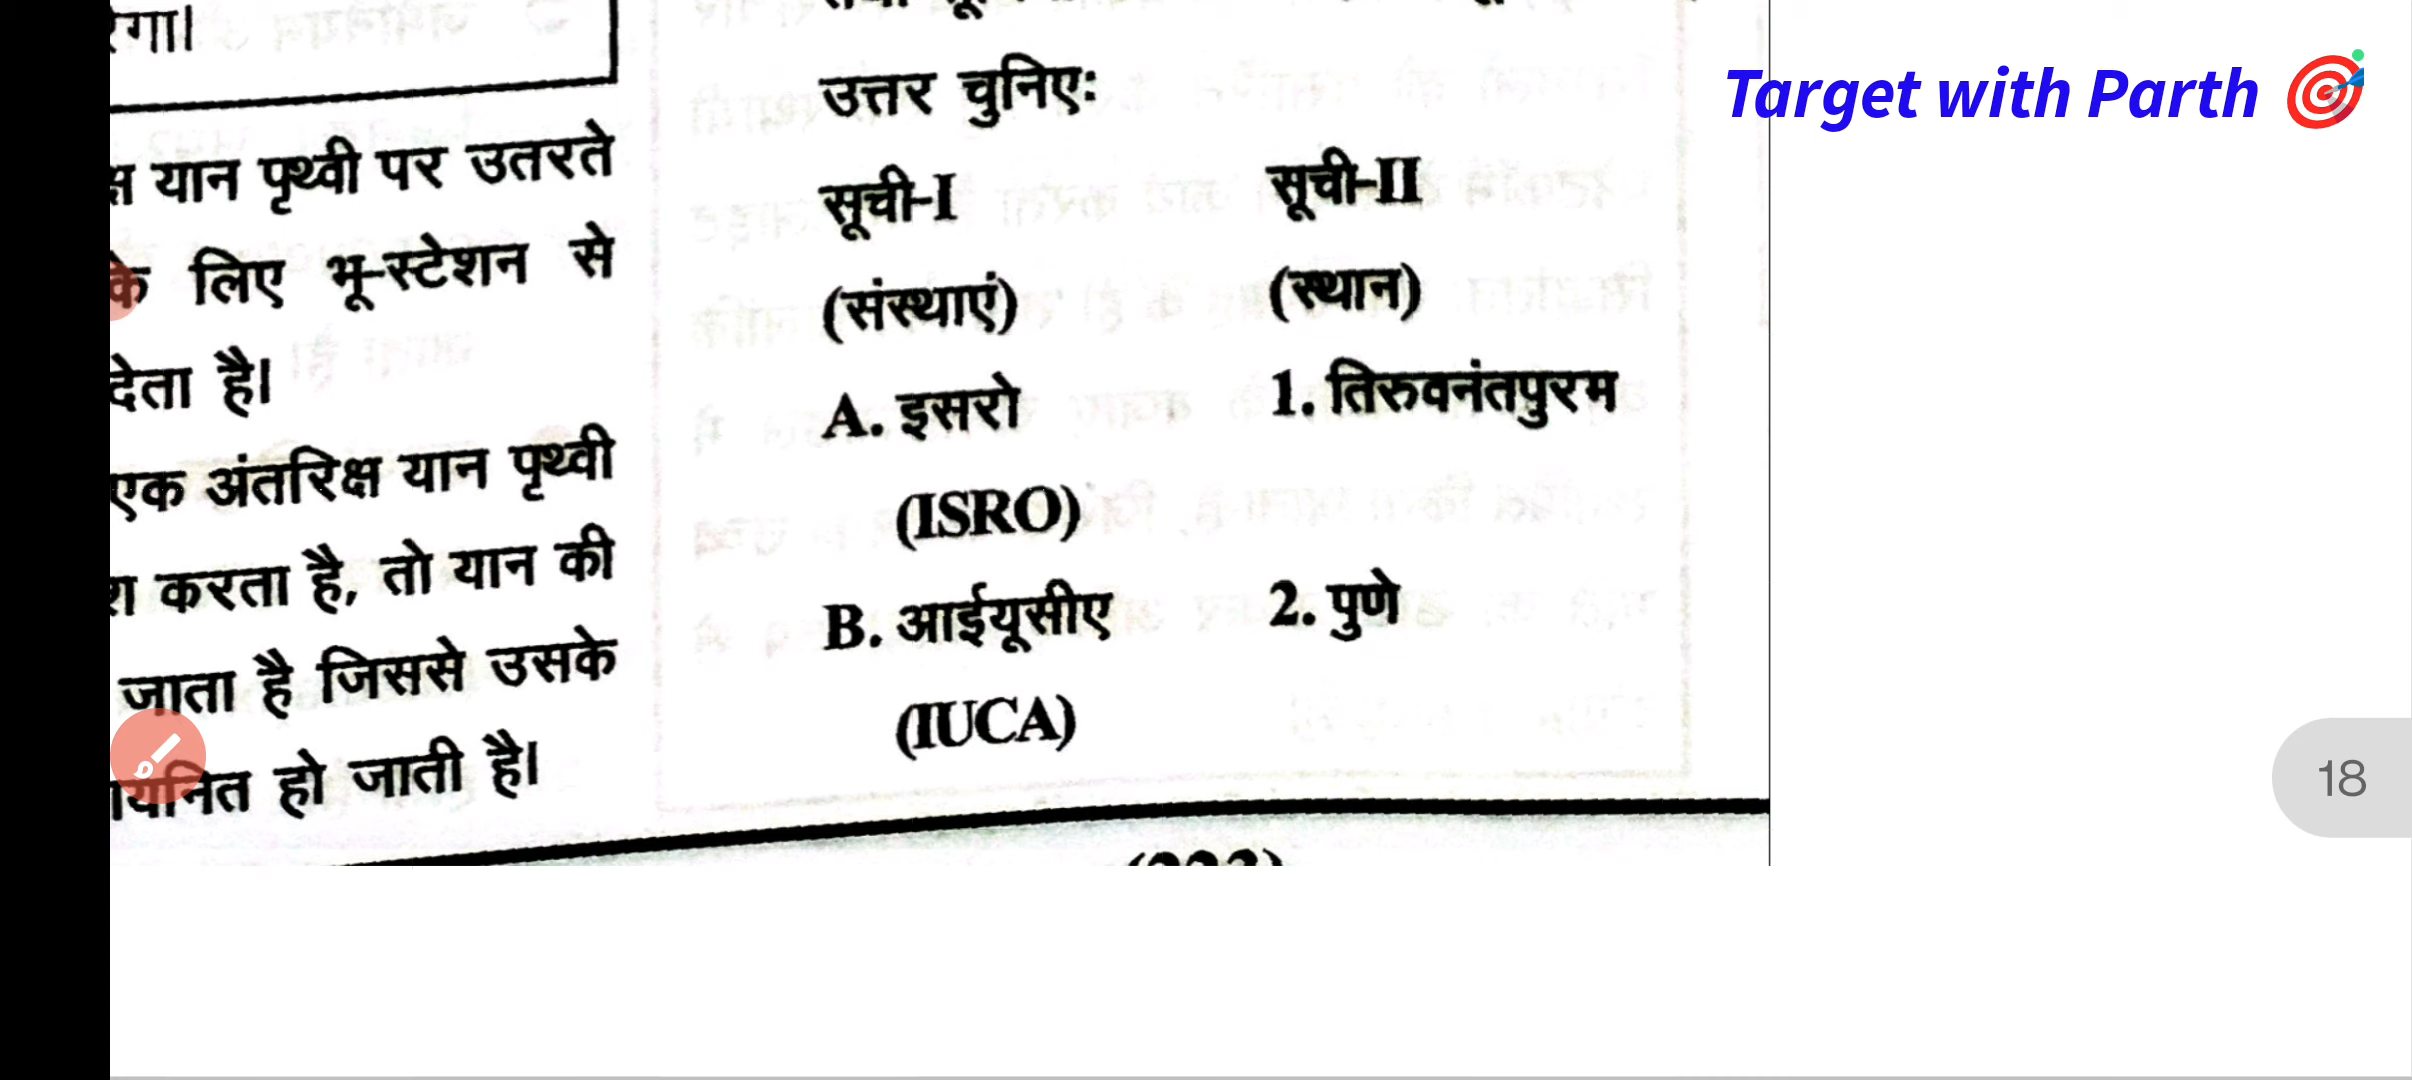 रेगा।
यान पृथ्वी पर उतरते
के लिए भू-स्टेशन से
देता है।
एक अंतरिक्ष यान पृथ्वी
करता है, तो यान की
जाता है जिससे उसके
हो जाती है।
उत्तर चुनिएः
सूची-I सूची-II
(संस्थाएं) (स्थान)
A. इसरो 1. तिरुवनंतपुरम
(ISRO)
B. आईयूसीए 2. पुणे
(IUCA)
Target with Parth 🎯
18